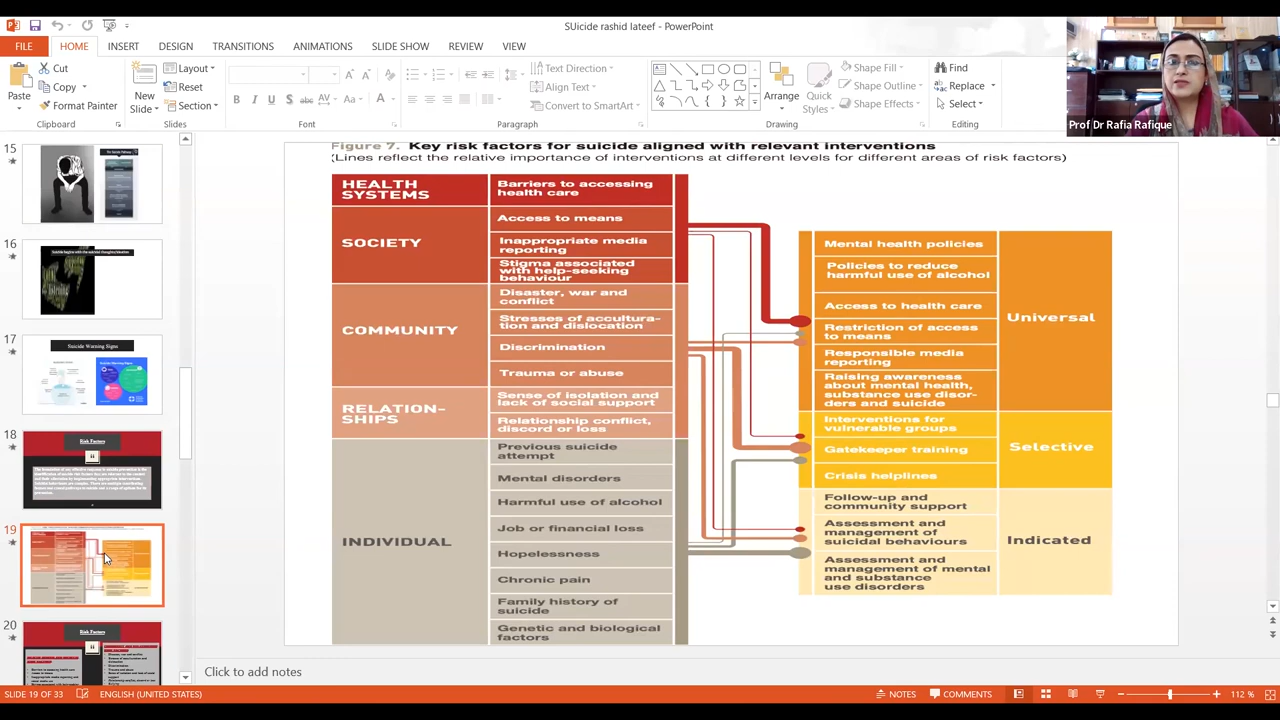 SUicide rashid lateef - PowerPoint
FILE
HOME
INSERT
DESIGN
TRANSITIONS
ANIMATIONS
SLIDE SHOW
REVIEW
VIEW
Paste
Cut
Copy
Format Painter
Clipboard
New
Slide
Layout
Reset
Section
Slides
B I U S abc AV Aa A
Font
Text Direction
Align Text
Convert to SmartArt
Paragraph
Arrange
Quick
Styles
Shape Fill
Shape Outline
Shape Effects
Drawing
Find
Replace
Select
Editing
Prof Dr Rafia Rafique
15
16
17
Suicide Warning Signs
18
Risk Factors
19
20
Risk Factors
Figure 7. Key risk factors for suicide aligned with relevant interventions
(Lines reflect the relative importance of interventions at different levels for different areas of risk factors)
HEALTH
SYSTEMS
Barriers to accessing
health care
SOCIETY
Access to means
Inappropriate media
reporting
Stigma associated
with help-seeking
behaviour
COMMUNITY
Disaster, war and
conflict
Stresses of accultura-
tion and dislocation
Discrimination
Trauma or abuse
RELATION-
SHIPS
Sense of isolation and
lack of social support
Relationship conflict,
discord or loss
INDIVIDUAL
Previous suicide
attempt
Mental disorders
Harmful use of alcohol
Job or financial loss
Hopelessness
Chronic pain
Family history of
suicide
Genetic and biological
factors
Mental health policies
Policies to reduce
harmful use of alcohol
Access to health care
Restriction of access
to means
Responsible media
reporting
Raising awareness
about mental health,
substance use disor-
ders and suicide
Universal
Interventions for
vulnerable groups
Gatekeeper training
Crisis helplines
Selective
Follow-up and
community support
Assessment and
management of
suicidal behaviours
Assessment and
management of mental
and substance
use disorders
Indicated
Click to add notes
SLIDE 19 OF 33
ENGLISH (UNITED STATES)
NOTES
COMMENTS
112 %